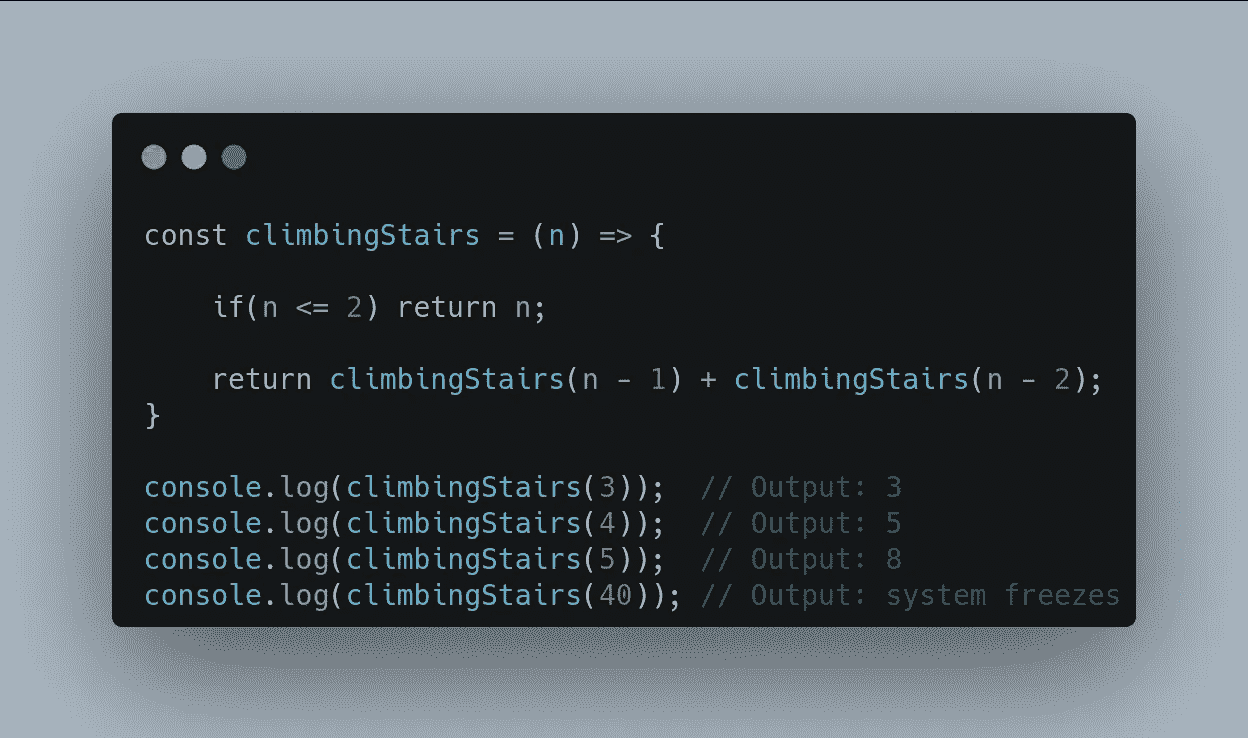 const climbingStairs = (n) => {
    if(n <= 2) return n;
    return climbingStairs(n - 1) + climbingStairs(n - 2);
}
console.log(climbingStairs(3));  // Output: 3
console.log(climbingStairs(4));  // Output: 5
console.log(climbingStairs(5));  // Output: 8
console.log(climbingStairs(40)); // Output: system freezes